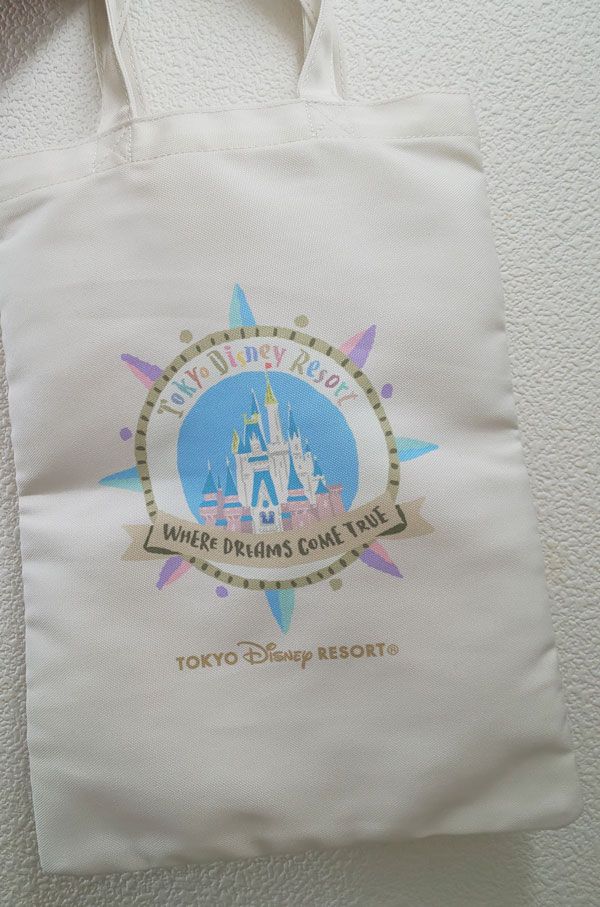 Tokyo Disney Resort
WHERE DREAMS COME TRUE
TOKYO Disney RESORT®